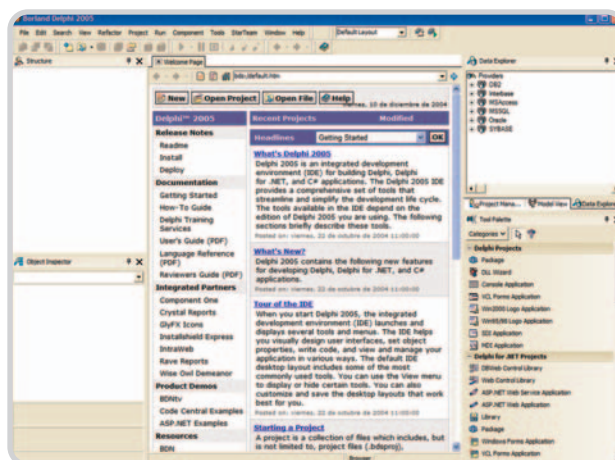 Borland Delphi 2005
File Edit Search View Refactor Project Run Component Tools StarTeam Window Help
Default Layout
Structure
Welcome Page
bds:/default.htm
New Open Project Open File Help
viernes, 10 de diciembre de 2004
Delphi™ 2005
Release Notes
Readme
Install
Deploy
Documentation
Getting Started
How-To Guide
Delphi Training
Services
User's Guide (PDF)
Language Reference
(PDF)
Reviewers Guide (PDF)
Integrated Partners
Component One
Crystal Reports
GlyFX Icons
InstallShield Express
IntraWeb
Rave Reports
Wise Owl Demeanor
Product Demos
BDNtv
Code Central Examples
ASP.NET Examples
Resources
BDN
Recent Projects Modified
Headlines Getting Started OK
What's Delphi 2005
Delphi 2005 is an integrated development
environment (IDE) for building Delphi, Delphi
for .NET, and C# applications. The Delphi 2005 IDE
provides a comprehensive set of tools that
streamline and simplify the development life cycle.
The tools available in the IDE depend on the
edition of Delphi 2005 you are using. The following
sections briefly describe these tools.
Posted on: viernes, 22 de octubre de 2004 11:00:00
What's New?
Delphi 2005 contains the following new features
for developing Delphi, Delphi for .NET, and C#
applications.
Posted on: viernes, 22 de octubre de 2004 11:00:00
Tour of the IDE
When you start Delphi 2005, the integrated
development environment (IDE) launches and
displays several tools and menus. The IDE helps
you visually design user interfaces, set object
properties, write code, and view and manage your
application in various ways. The default IDE
desktop layout includes some of the most
commonly used tools. You can use the View menu
to display or hide certain tools. You can also
customize and save the desktop layouts that work
best for you.
Posted on: viernes, 22 de octubre de 2004 11:00:00
Starting a Project
A project is a collection of files which includes, but
is not limited to, project files (.bdsproj),
Browser
Object Inspector
Data Explorer
Providers
DB2
Interbase
MSAccess
MSSQL
Oracle
SYBASE
Project Mana... Model View Data Explorer
Tool Palette
Categories
Delphi Projects
Package
DLL Wizard
Console Application
VCL Forms Application
Win2000 Logo Application
Win95/98 Logo Application
SDI Application
MDI Application
Delphi for .NET Projects
DBWeb Control Library
Web Control Library
ASP.NET Web Service Application
ASP.NET Web Application
Library
Package
Windows Forms Application
VCL Forms Application